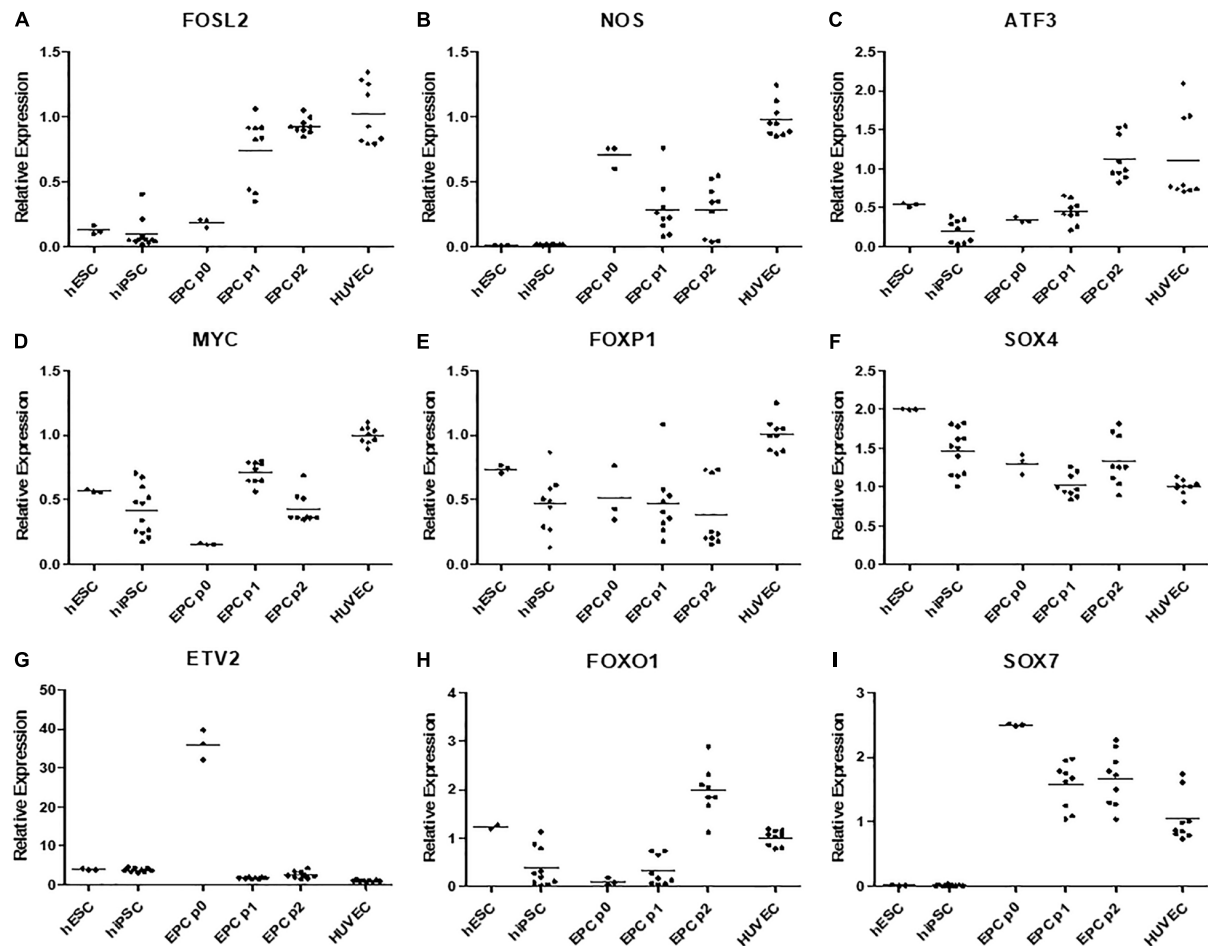 A FOSL2
Relative Expression
1.5
1.0
0.5
0.0
hESC
hiPSC
EPC p0
EPC p1
EPC p2
HUVEC
B NOS
Relative Expression
1.5
1.0
0.5
0.0
hESC
hiPSC
EPC p0
EPC p1
EPC p2
HUVEC
C ATF3
Relative Expression
2.5
2.0
1.5
1.0
0.5
0.0
hESC
hiPSC
EPC p0
EPC p1
EPC p2
HUVEC
D MYC
Relative Expression
1.5
1.0
0.5
0.0
hESC
hiPSC
EPC p0
EPC p1
EPC p2
HUVEC
E FOXP1
Relative Expression
1.5
1.0
0.5
0.0
hESC
hiPSC
EPC p0
EPC p1
EPC p2
HUVEC
F SOX4
Relative Expression
2.5
2.0
1.5
1.0
0.5
0.0
hESC
hiPSC
EPC p0
EPC p1
EPC p2
HUVEC
G ETV2
Relative Expression
50
40
30
20
10
0
hESC
hiPSC
EPC p0
EPC p1
EPC p2
HUVEC
H FOXO1
Relative Expression
4
3
2
1
0
hESC
hiPSC
EPC p0
EPC p1
EPC p2
HUVEC
I SOX7
Relative Expression
3
2
1
0
hESC
hiPSC
EPC p0
EPC p1
EPC p2
HUVEC